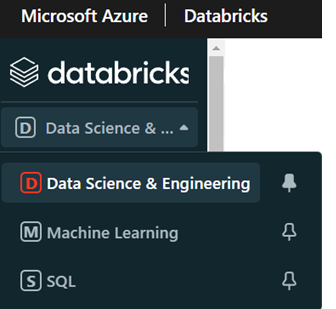 Microsoft Azure | Databricks
databricks
D Data Science & ...
D Data Science & Engineering
M Machine Learning
S SQL